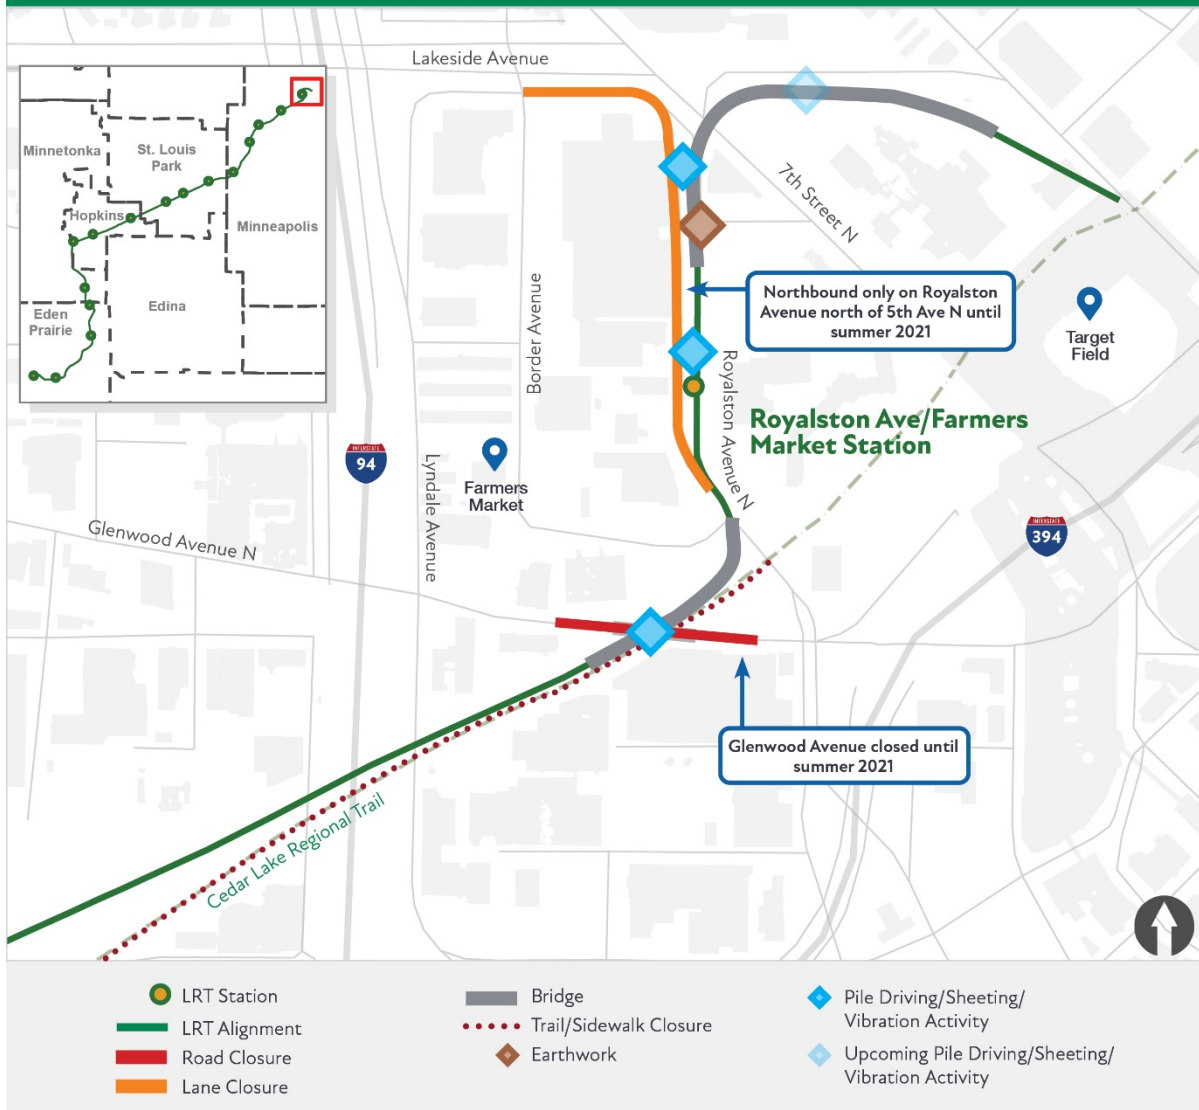 Lakeside Avenue
Minnetonka
St. Louis
Park
Hopkins
Minneapolis
Edina
Eden
Prairie
7th Street N
Border Avenue
Northbound only on Royalston
Avenue north of 5th Ave N until
summer 2021
Target
Field
Royalston Avenue N
Royalston Ave/Farmers
Market Station
INTERSTATE
94
Lyndale Avenue
Farmers
Market
Glenwood Avenue N
INTERSTATE
394
Glenwood Avenue closed until
summer 2021
Cedar Lake Regional Trail
LRT Station
LRT Alignment
Road Closure
Lane Closure
Bridge
Trail/Sidewalk Closure
Earthwork
Pile Driving/Sheeting/
Vibration Activity
Upcoming Pile Driving/Sheeting/
Vibration Activity